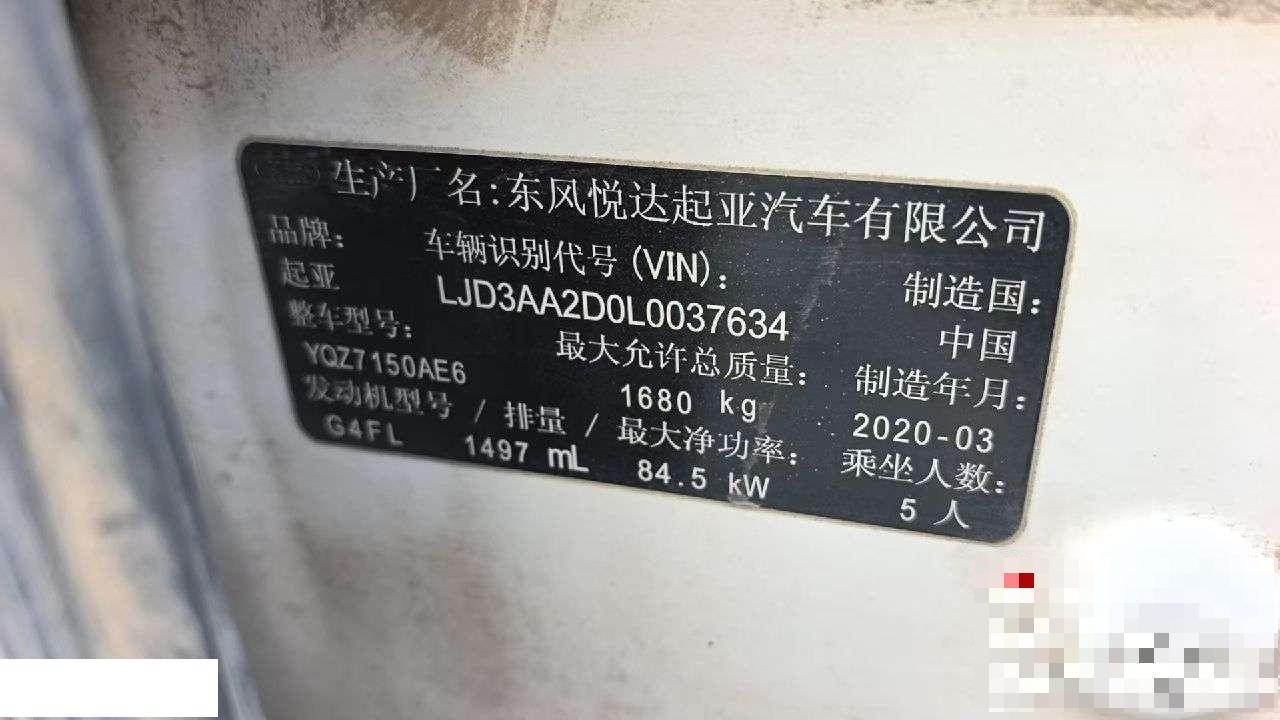 生产厂名:东风悦达起亚汽车有限公司
品牌: 车辆识别代号(VIN): 制造国:
起亚 LJD3AA2D0L0037634 中国
整车型号: 最大允许总质量: 制造年月:
YQZ7150AE6 1680 kg 2020-03
发动机型号 / 排量 / 最大净功率: 乘坐人数:
G4FL 1497 mL 84.5 kW 5 人